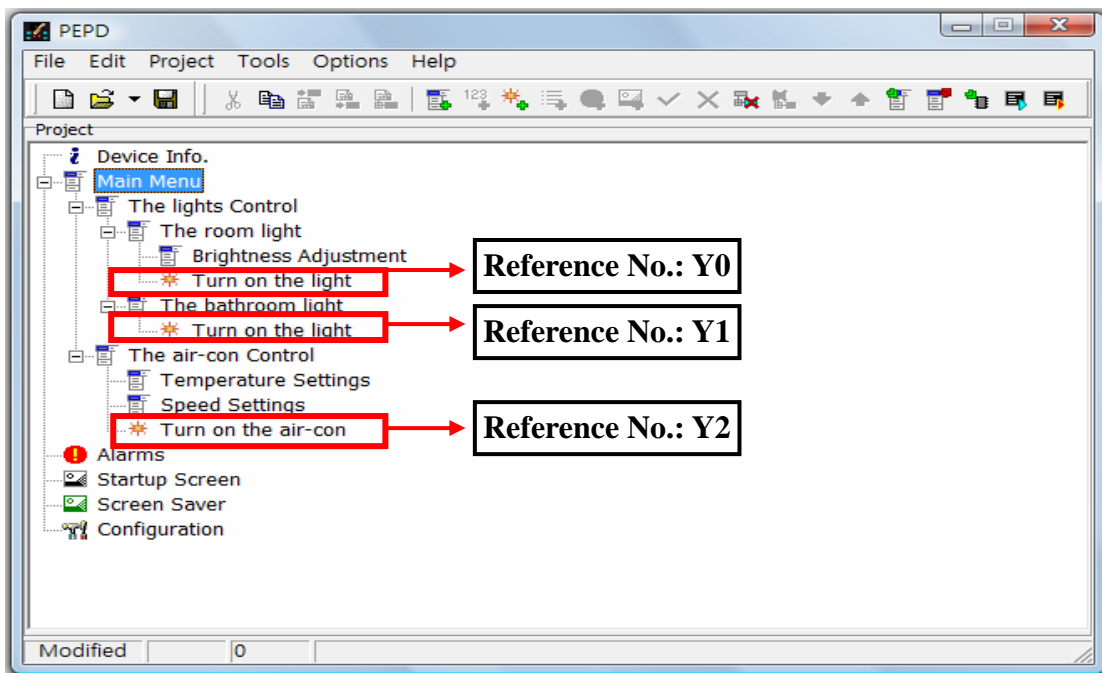 PEPD
File Edit Project Tools Options Help
123
Project
Device Info.
Main Menu
The lights Control
The room light
Brightness Adjustment
Turn on the light
Reference No.: Y0
The bathroom light
Turn on the light
Reference No.: Y1
The air-con Control
Temperature Settings
Speed Settings
Turn on the air-con
Reference No.: Y2
Alarms
Startup Screen
Screen Saver
Configuration
Modified 0